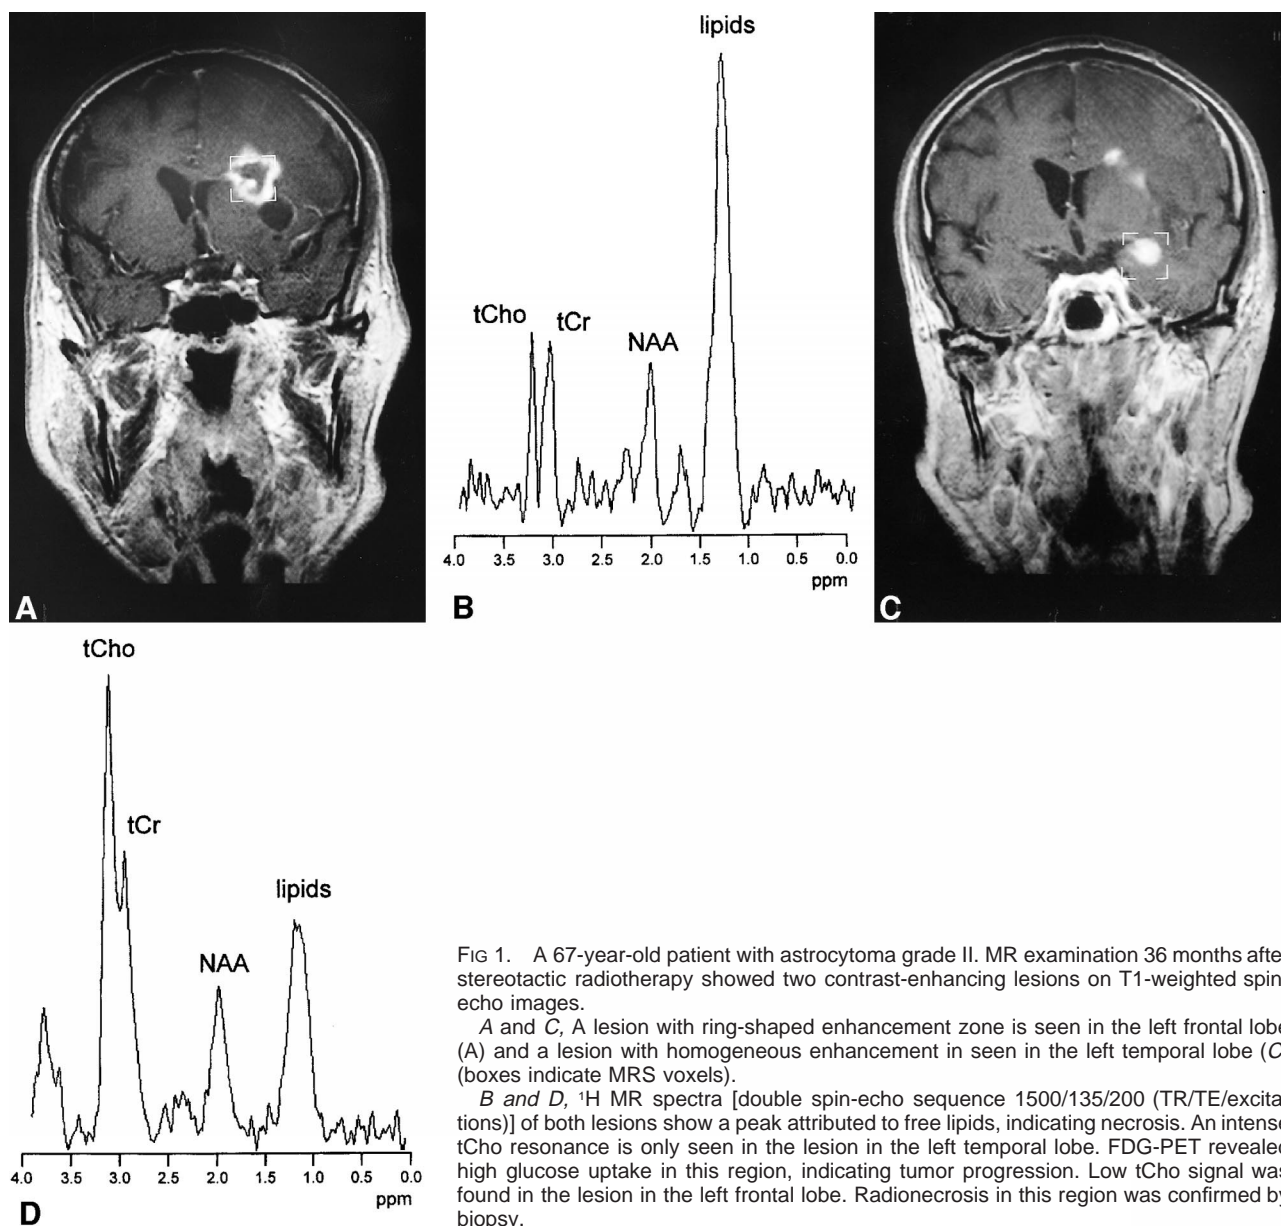 lipids
tCho
tCr
NAA
4.0 3.5 3.0 2.5 2.0 1.5 1.0 0.5 0.0
ppm
A
B
C
tCho
tCr
NAA
lipids
4.0 3.5 3.0 2.5 2.0 1.5 1.0 0.5 0.0
ppm
D
FIG 1. A 67-year-old patient with astrocytoma grade II. MR examination 36 months afte
stereotactic radiotherapy showed two contrast-enhancing lesions on T1-weighted spin
echo images.
A and C, A lesion with ring-shaped enhancement zone is seen in the left frontal lobe
(A) and a lesion with homogeneous enhancement in seen in the left temporal lobe (C
(boxes indicate MRS voxels).
B and D, ¹H MR spectra [double spin-echo sequence 1500/135/200 (TR/TE/excita
tions)] of both lesions show a peak attributed to free lipids, indicating necrosis. An intense
tCho resonance is only seen in the lesion in the left temporal lobe. FDG-PET revealed
high glucose uptake in this region, indicating tumor progression. Low tCho signal was
found in the lesion in the left frontal lobe. Radionecrosis in this region was confirmed by
biopsy.